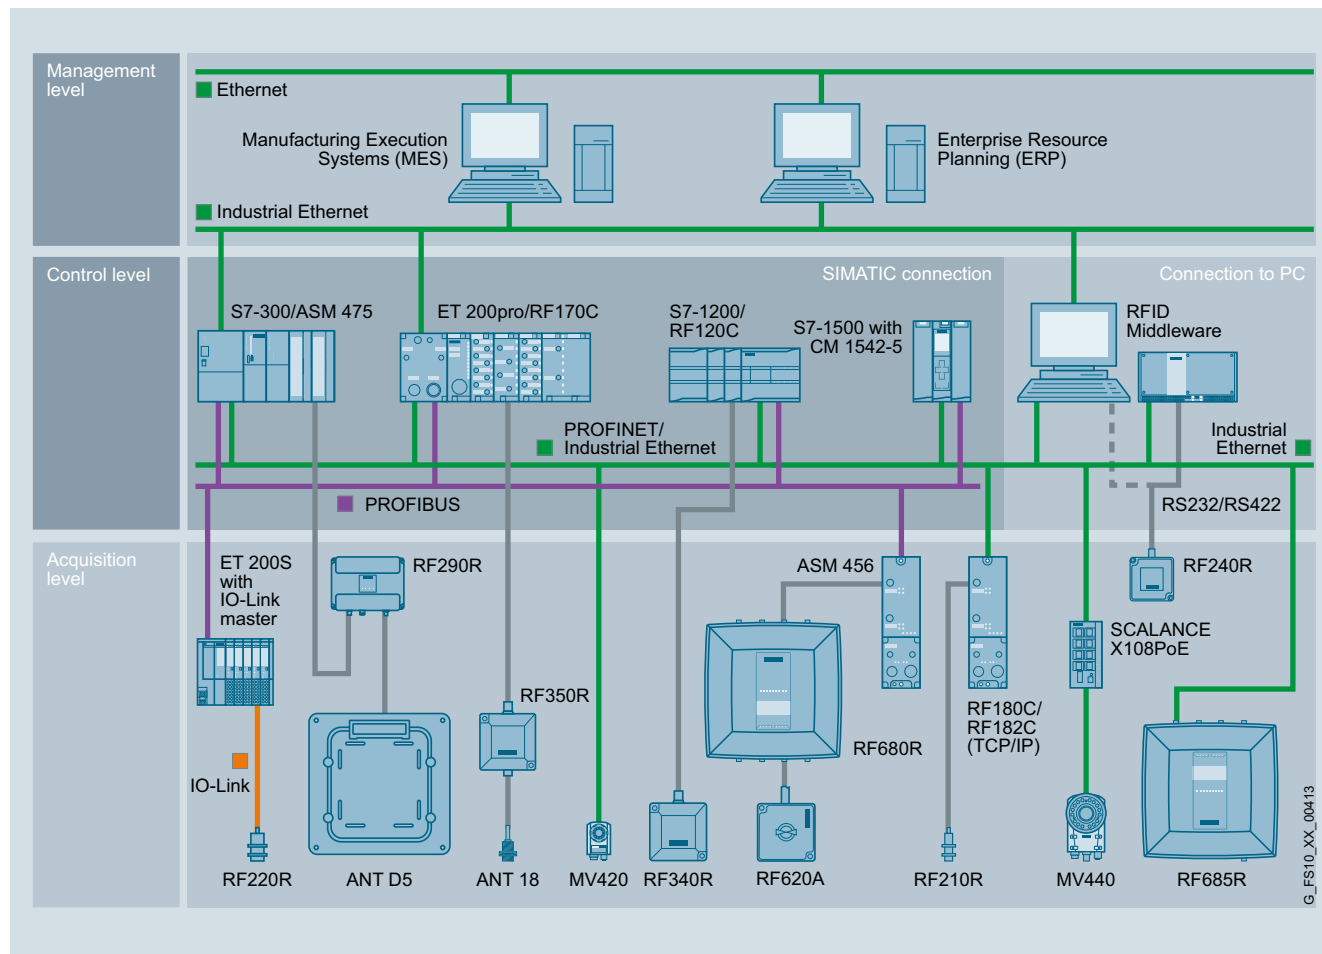 Management
level
Ethernet
Manufacturing Execution
Systems (MES)
Enterprise Resource
Planning (ERP)
Industrial Ethernet
Control level
SIMATIC connection
Connection to PC
S7-300/ASM 475
ET 200pro/RF170C
S7-1200/
RF120C
S7-1500 with
CM 1542-5
RFID
Middleware
PROFINET/
Industrial Ethernet
Industrial
Ethernet
PROFIBUS
RS232/RS422
Acquisition
level
ET 200S
with
IO-Link
master
RF290R
ASM 456
RF240R
SCALANCE
X108PoE
RF350R
RF180C/
RF182C
(TCP/IP)
RF680R
IO-Link
RF220R
ANT D5
ANT 18
MV420
RF340R
RF620A
RF210R
MV440
RF685R
G_FS10_XX_00413